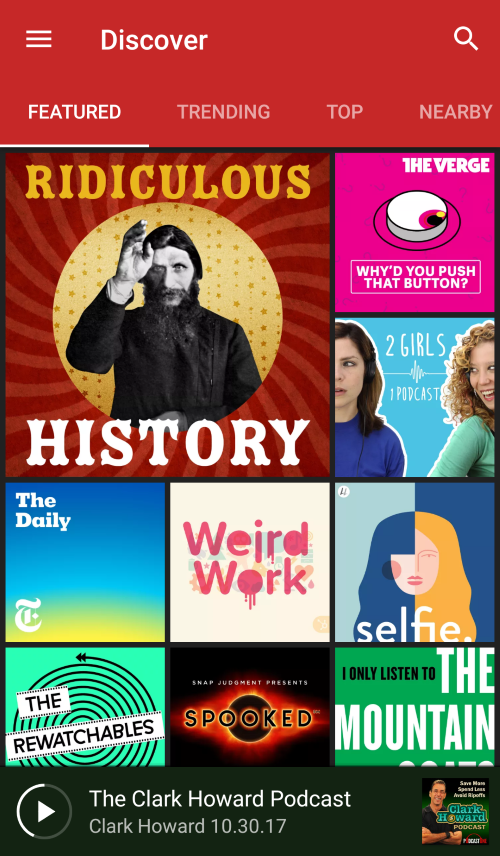 Discover
FEATURED
TRENDING
TOP
NEARBY
RIDICULOUS
HISTORY
THE VERGE
WHY'D YOU PUSH
THAT BUTTON?
2 GIRLS
1 PODCAST
The
Daily
Weird
Work
selfie.
THE
REWATCHABLES
SNAP JUDGMENT PRESENTS
SPOOKED
I ONLY LISTEN TO THE
MOUNTAIN
GOATS
The Clark Howard Podcast
Clark Howard 10.30.17
Save More
Spend Less
Avoid Ripoffs
Clark
Howard
PODCAST